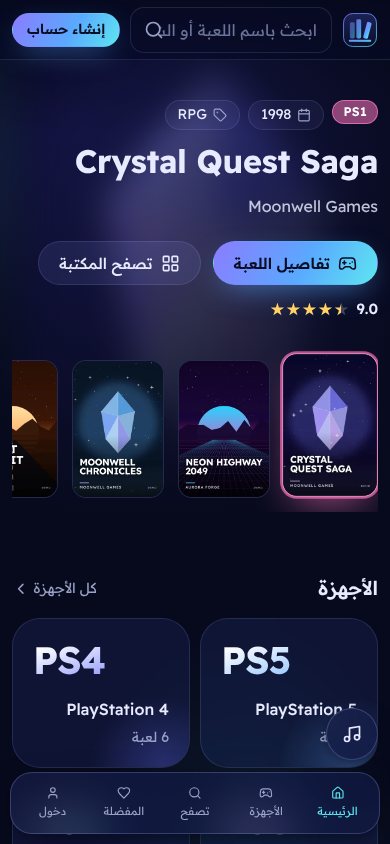 ابحث باسم اللعبة أو
إنشاء حساب
PS1
1998
RPG
Crystal Quest Saga
Moonwell Games
تفاصيل اللعبة
تصفح المكتبة
9.0
CRYSTAL
QUEST SAGA
MOONWELL GAMES
NEON HIGHWAY
2049
AURORA FORGE
MOONWELL
CHRONICLES
MOONWELL GAMES
الأجهزة
كل الأجهزة
PS5
PlayStation 5
PS4
PlayStation 4
6 لعبة
الرئيسية
الأجهزة
تصفح
المفضلة
دخول